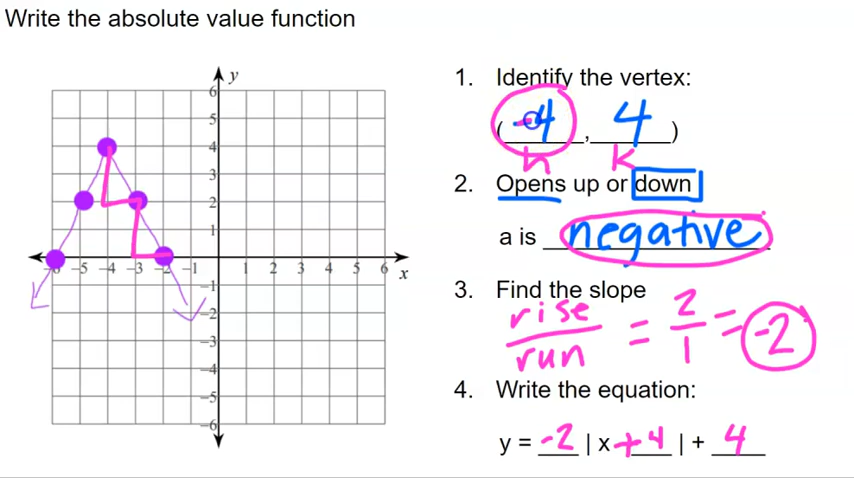 Write the absolute value function
y
6
5
4
3
2
1
-5 -4 -3 -2 -1 1 2 3 4 5 6 x
-1
-2
-3
-4
-5
-6
1. Identify the vertex:
(-4, 4)
h k
2. Opens up or down
a is negative
3. Find the slope
rise/run = 2/1 = -2
4. Write the equation:
y = -2 | x + 4 | + 4